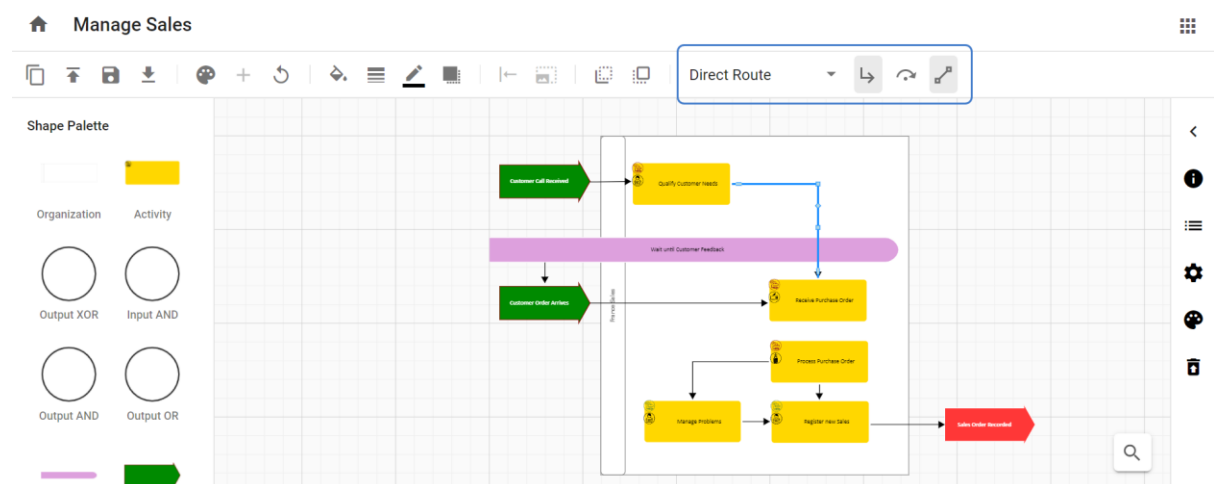 Manage Sales
Direct Route
Shape Palette
Organization
Activity
Output XOR
Input AND
Output AND
Output OR
Customer Call Received
Qualify Customer Needs
Wait until Customer Feedback
Customer Order Arrives
Receive Purchase Order
Process Purchase Order
Manage Problems
Register New Sales
Sales Order Recorded